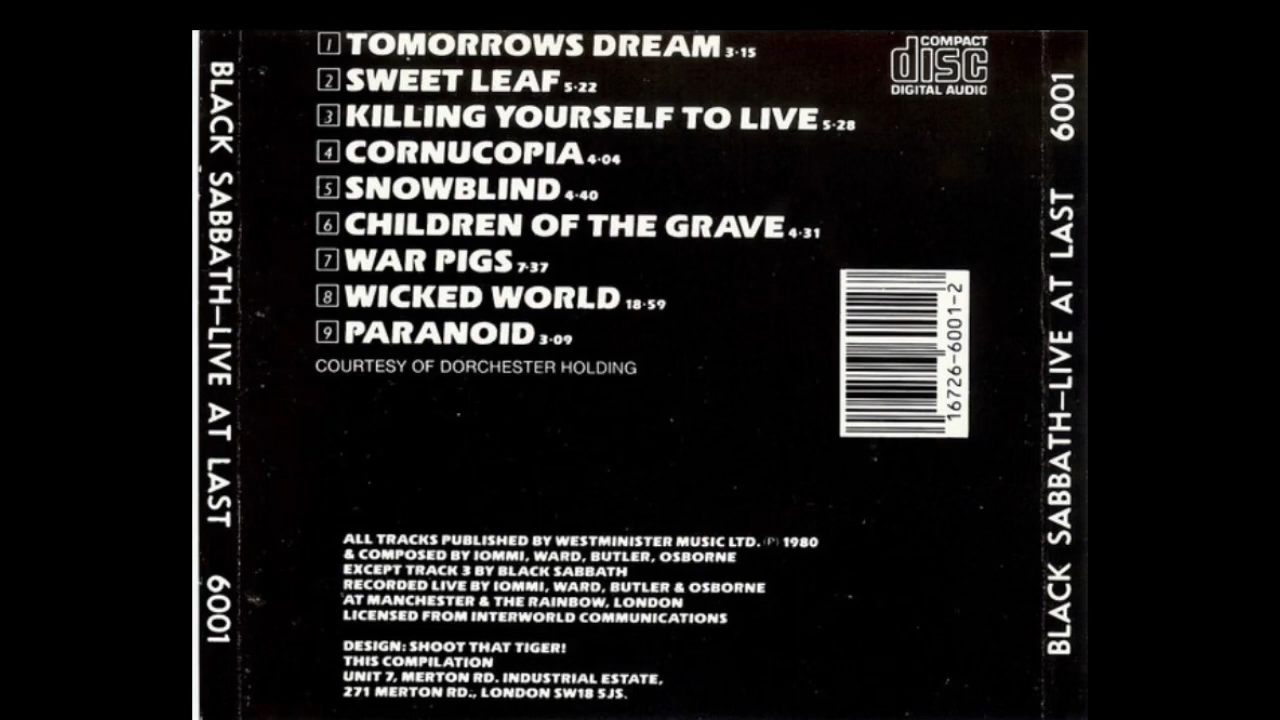 1 TOMORROWS DREAM 3·15
2 SWEET LEAF 5·22
3 KILLING YOURSELF TO LIVE 5·28
4 CORNUCOPIA 4·04
5 SNOWBLIND 4·40
6 CHILDREN OF THE GRAVE 4·31
7 WAR PIGS 7·37
8 WICKED WORLD 18·59
9 PARANOID 3·09
COURTESY OF DORCHESTER HOLDING
COMPACT
disc
DIGITAL AUDIO
16726-6001-2
ALL TRACKS PUBLISHED BY WESTMINISTER MUSIC LTD. (P) 1980
& COMPOSED BY IOMMI, WARD, BUTLER, OSBORNE
EXCEPT TRACK 3 BY BLACK SABBATH
RECORDED LIVE BY IOMMI, WARD, BUTLER & OSBORNE
AT MANCHESTER & THE RAINBOW, LONDON
LICENSED FROM INTERWORLD COMMUNICATIONS
DESIGN: SHOOT THAT TIGER!
THIS COMPILATION
UNIT 7, MERTON RD. INDUSTRIAL ESTATE,
271 MERTON RD., LONDON SW18 5JS.
BLACK SABBATH—LIVE AT LAST 6001
BLACK SABBATH—LIVE AT LAST 6001